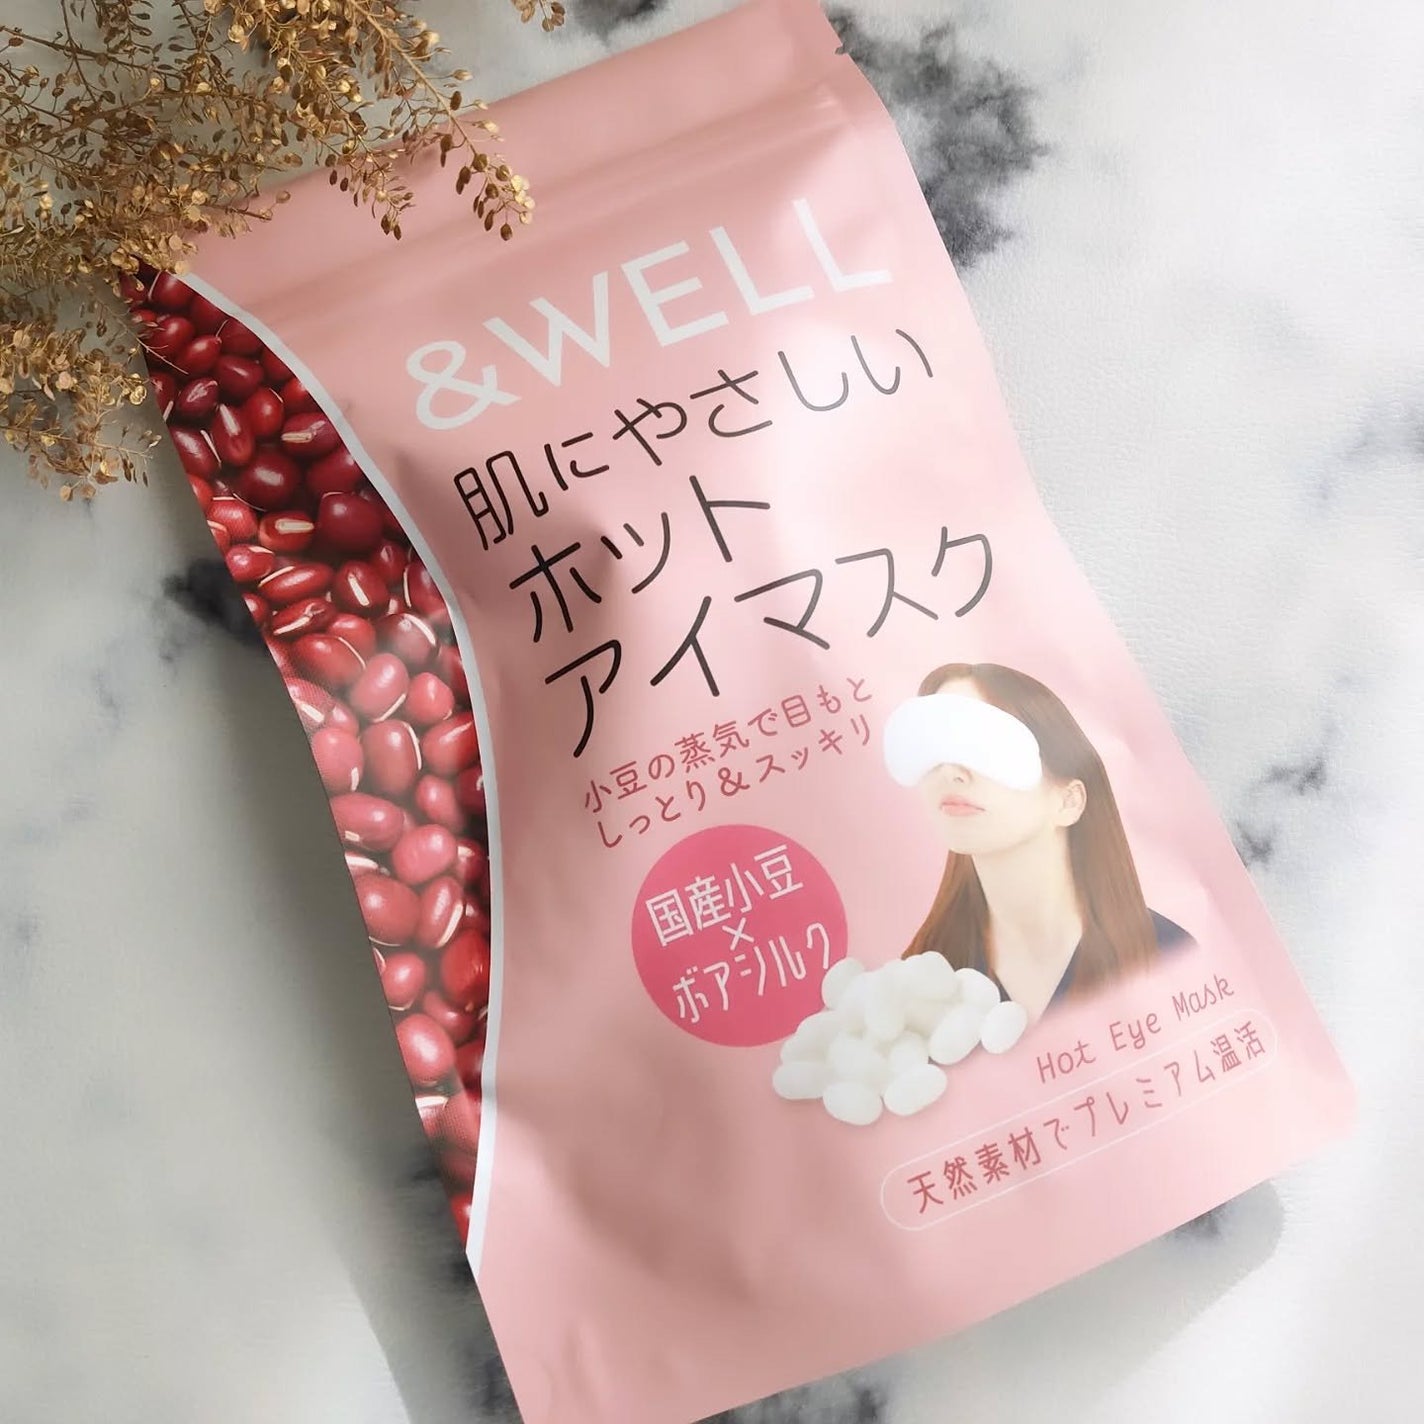 &WELL
肌にやさしい
ホット
アイマスク
小豆の蒸気で目もと
しっとり&スッキリ
国産小豆
×
ボアシルク
Hot Eye Mask
天然素材でプレミアム温活